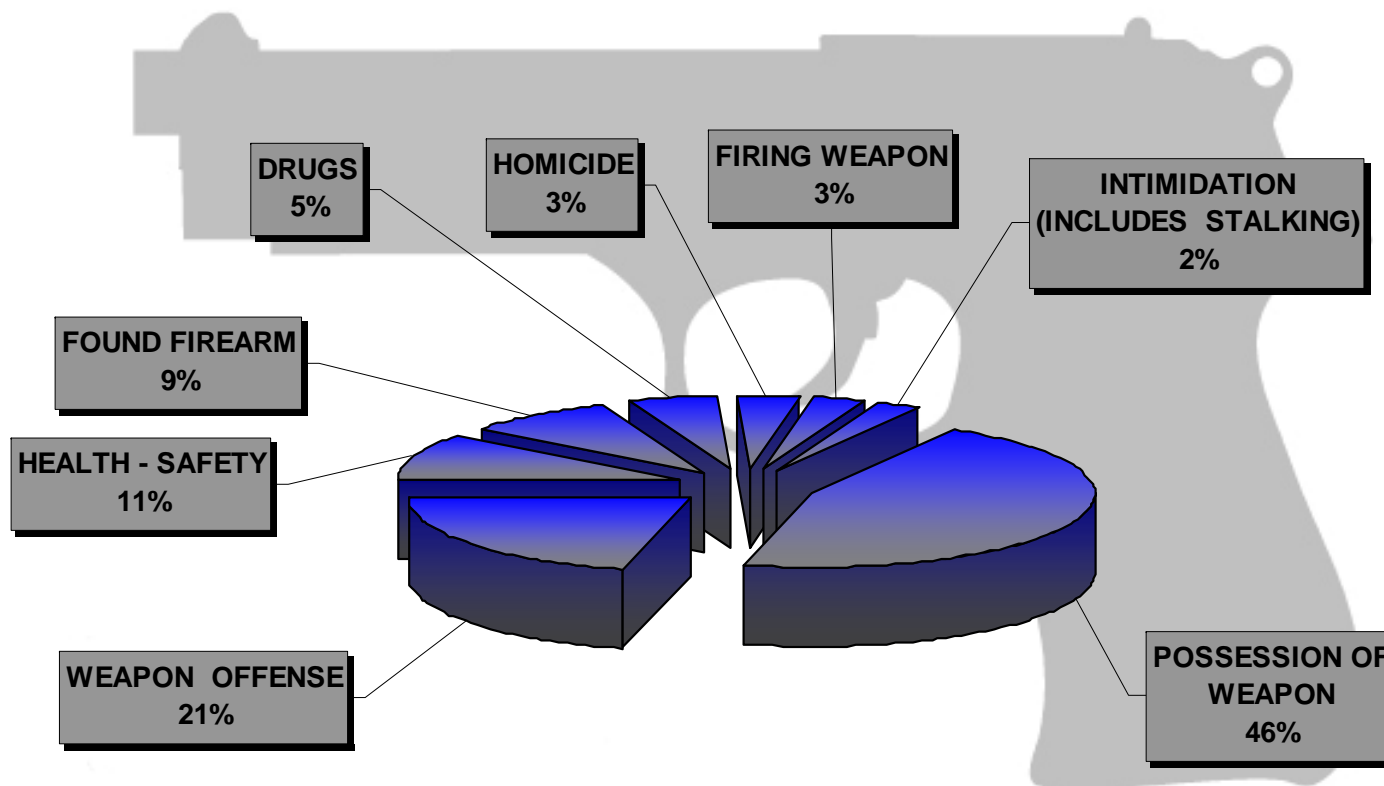 DRUGS
5%
HOMICIDE
3%
FIRING WEAPON
3%
INTIMIDATION
(INCLUDES STALKING)
2%
FOUND FIREARM
9%
HEALTH - SAFETY
11%
WEAPON OFFENSE
21%
POSSESSION OF
WEAPON
46%